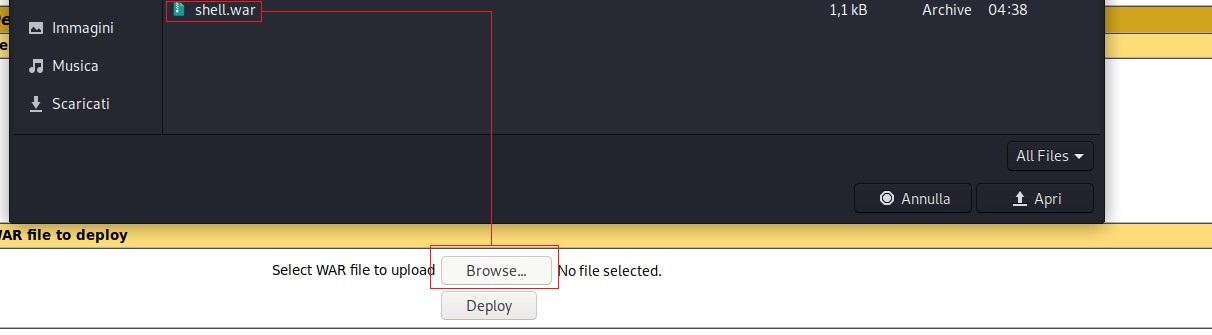 shell.war 1,1 kB Archive 04:38
Immagini
Musica
Scaricati
All Files
Annulla Apri
WAR file to deploy
Select WAR file to upload Browse... No file selected.
Deploy